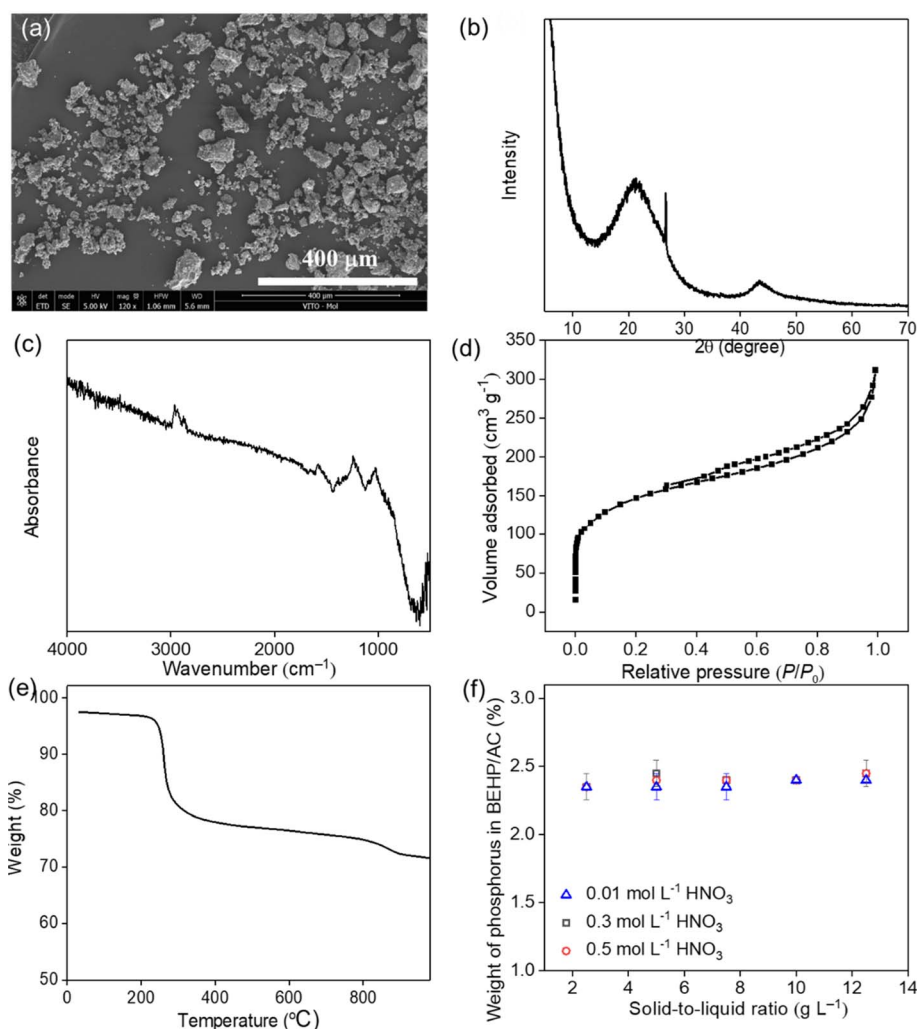 (a)
400 µm
det mode HV mag HFW WD
ETD SE 5.00 kV 120 x 1.06 mm 5.6 mm
400 µm
VITO - Mol
(b)
Intensity
10 20 30 40 50 60 70
2θ (degree)
(c)
Absorbance
4000 3000 2000 1000
Wavenumber (cm−1)
(d)
Volume adsorbed (cm3 g-1)
350
300
250
200
150
100
50
0
0.0 0.2 0.4 0.6 0.8 1.0
Relative pressure (P/P0)
(e)
Weight (%)
100
90
80
70
60
50
0 200 400 600 800
Temperature (ºC)
(f)
Weight of phosphorus in BEHP/AC (%)
3.0
2.5
2.0
1.5
1.0
0.01 mol L-1 HNO3
0.3 mol L-1 HNO3
0.5 mol L-1 HNO3
2 4 6 8 10 12 14
Solid-to-liquid ratio (g L−1)